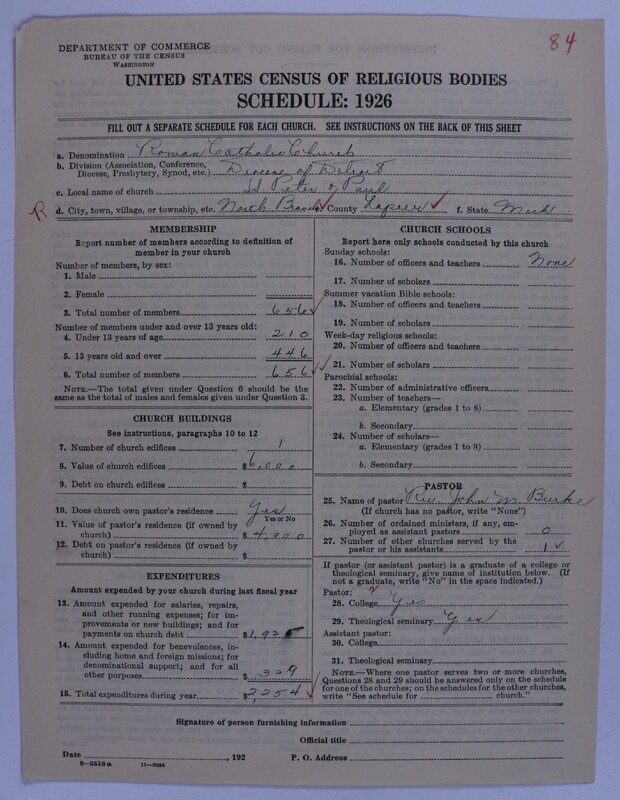 84
DEPARTMENT OF COMMERCE
BUREAU OF THE CENSUS
WASHINGTON
UNITED STATES CENSUS OF RELIGIOUS BODIES
SCHEDULE: 1926
FILL OUT A SEPARATE SCHEDULE FOR EACH CHURCH. SEE INSTRUCTIONS ON THE BACK OF THIS SHEET
a. Denomination Roman Catholic Church
b. Division (Association, Conference,
Diocese, Presbytery, Synod, etc.) Diocese of Detroit
c. Local name of church St Peter & Paul
R d. City, town, village, or township, etc. North Branch County Lapeer f. State Mich
MEMBERSHIP
Report number of members according to definition of
member in your church
Number of members, by sex:
1. Male
2. Female
3. Total number of members 656
Number of members under and over 13 years old:
4. Under 13 years of age 210
5. 13 years old and over 446
6. Total number of members 656
NOTE.—The total given under Question 6 should be the
same as the total of males and females given under Question 3.
CHURCH BUILDINGS
See instructions, paragraphs 10 to 12
7. Number of church edifices 1
8. Value of church edifices $6,000
9. Debt on church edifices $
10. Does church own pastor's residence Yes
Yes or No
11. Value of pastor's residence (if owned by
church) $4,000
12. Debt on pastor's residence (if owned by
church) $
EXPENDITURES
Amount expended by church during last fiscal year
13. Amount expended for salaries, repairs,
and other running expenses; for im-
provements or new buildings; and for
payments on church debt $1,925
14. Amount expended for benevolences, in-
cluding home and foreign missions; for
denominational support; and for all
other purposes $329
15. Total expenditures during year $2,254
CHURCH SCHOOLS
Report here only schools conducted by this church
Sunday schools:
16. Number of officers and teachers None
17. Number of scholars
Summer vacation Bible schools:
18. Number of officers and teachers
19. Number of scholars
Week-day religious schools:
20. Number of officers and teachers
21. Number of scholars
Parochial schools:
22. Number of administrative officers
23. Number of teachers—
a. Elementary (grades 1 to 8)
b. Secondary
24. Number of scholars—
a. Elementary (grades 1 to 8)
b. Secondary
PASTOR
25. Name of pastor Rev. John M Burke
(If church has no pastor, write "None")
26. Number of ordained ministers, if any, em-
ployed as assistant pastors 0
27. Number of other churches served by the
pastor or his assistants 1
If pastor (or assistant pastor) is a graduate of a college or
theological seminary, give name of institution below. (If
not a graduate, write "No" in the space indicated.)
Pastor:
28. College Yes
29. Theological seminary Yes
Assistant pastor:
30. College
31. Theological seminary
NOTE.—Where one pastor serves two or more churches,
Questions 28 and 29 should be answered only on the schedule
for one of the churches; on the schedules for the other churches,
write "See schedule for church."
Signature of person furnishing information
Official title
Date , 192 P. O. Address
8—5518a 11—9034